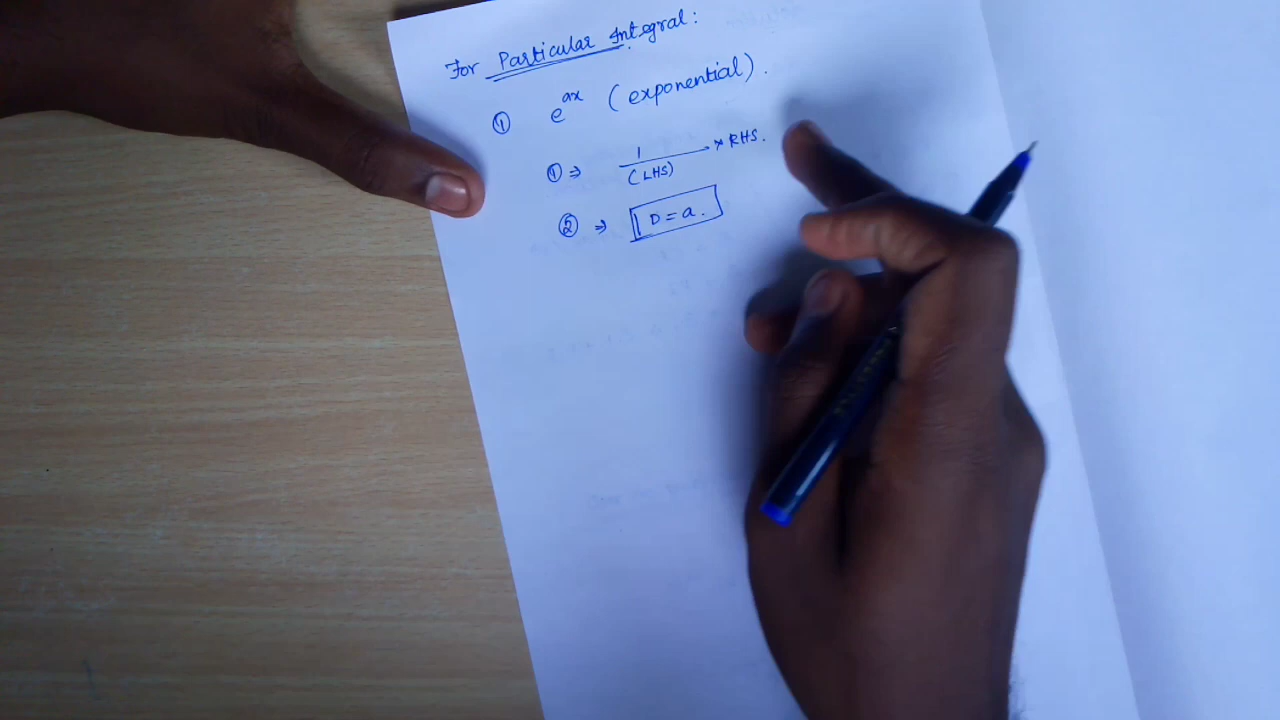 For Particular Integral:
① e^ax (exponential).
① ⇒ 1/(LHS) * RHS.
② ⇒ D = a.